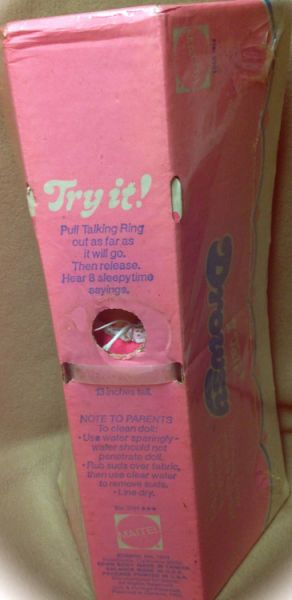 Try it!
Pull Talking Ring
out as far as
it will go.
Then release.
Hear 8 sleepytime
sayings.
13 inches tall.
NOTE TO PARENTS
To clean doll:
•Use water sparingly–
water should not
penetrate doll.
•Rub suds over fabric,
then use clear water
to remove suds.
•Line-dry.
MATTEL
Drowsy